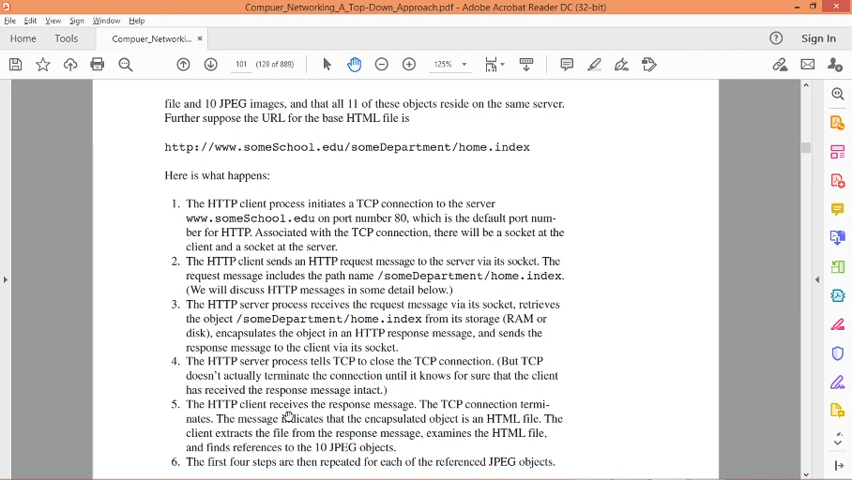 Compuer_Networking_A_Top-Down_Approach.pdf - Adobe Acrobat Reader DC (32-bit)
File Edit View Sign Window Help
Home Tools Compuer_Networki... × Sign In
101 (128 of 889) 125%
file and 10 JPEG images, and that all 11 of these objects reside on the same server.
Further suppose the URL for the base HTML file is
http://www.someSchool.edu/someDepartment/home.index
Here is what happens:
1. The HTTP client process initiates a TCP connection to the server
www.someSchool.edu on port number 80, which is the default port num-
ber for HTTP. Associated with the TCP connection, there will be a socket at the
client and a socket at the server.
2. The HTTP client sends an HTTP request message to the server via its socket. The
request message includes the path name /someDepartment/home.index.
(We will discuss HTTP messages in some detail below.)
3. The HTTP server process receives the request message via its socket, retrieves
the object /someDepartment/home.index from its storage (RAM or
disk), encapsulates the object in an HTTP response message, and sends the
response message to the client via its socket.
4. The HTTP server process tells TCP to close the TCP connection. (But TCP
doesn't actually terminate the connection until it knows for sure that the client
has received the response message intact.)
5. The HTTP client receives the response message. The TCP connection termi-
nates. The message indicates that the encapsulated object is an HTML file. The
client extracts the file from the response message, examines the HTML file,
and finds references to the 10 JPEG objects.
6. The first four steps are then repeated for each of the referenced JPEG objects.